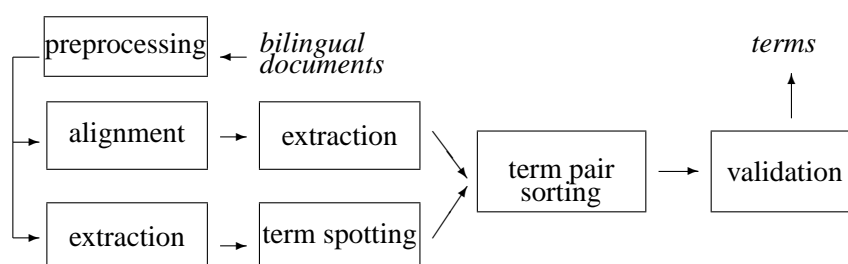 preprocessing
bilingual
documents
terms
alignment
extraction
term pair
sorting
validation
extraction
term spotting